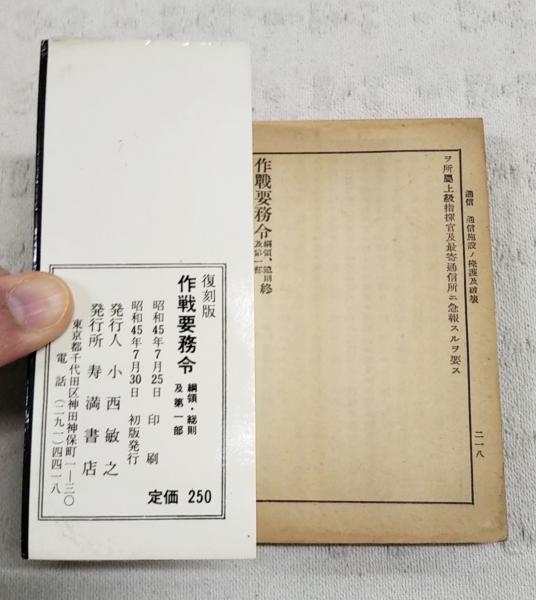 通信 通信施設ノ掩護及破壊
二一八
ヲ所屬上級指揮官及最寄通信所ニ急報スルヲ要ス
作戰要務令 綱領、總則及第一部 終
復刻版
作戦要務令 綱領・総則及第一部
昭和45年7月25日 印刷
昭和45年7月30日 初版発行
発行人 小西敏之
発行所 寿満書店
東京都千代田区神田神保町一―三〇
電話(二九一)四四一八
定価 250